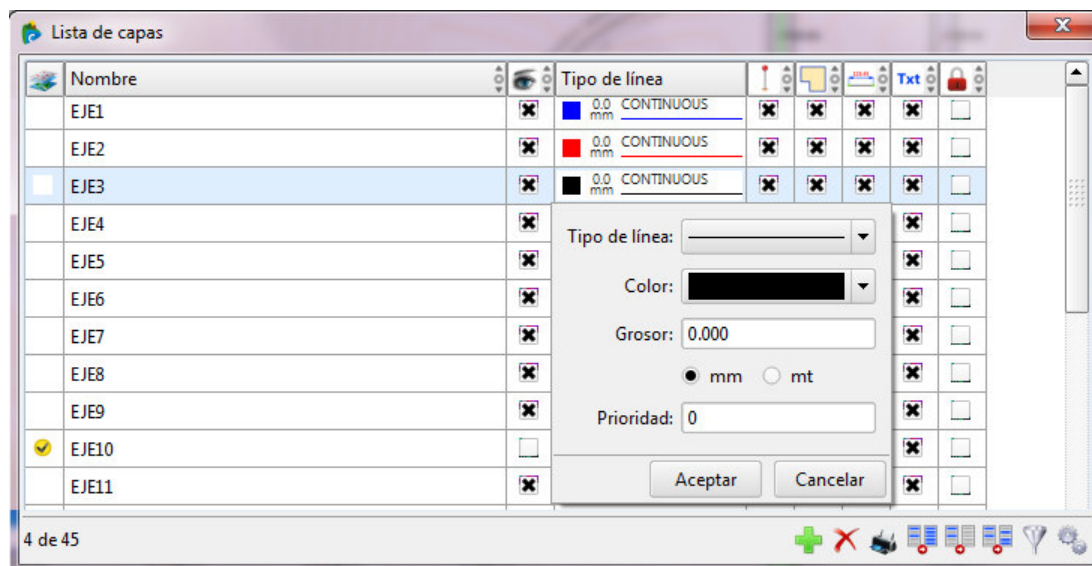 Lista de capas
Nombre Tipo de línea 123.45 Txt
EJE1 0.0 mm CONTINUOUS
EJE2 0.0 mm CONTINUOUS
EJE3 0.0 mm CONTINUOUS
EJE4
Tipo de línea:
EJE5
Color:
EJE6
Grosor: 0.000
EJE7
mm mt
EJE8
EJE9
Prioridad: 0
EJE10
EJE11
Aceptar Cancelar
4 de 45